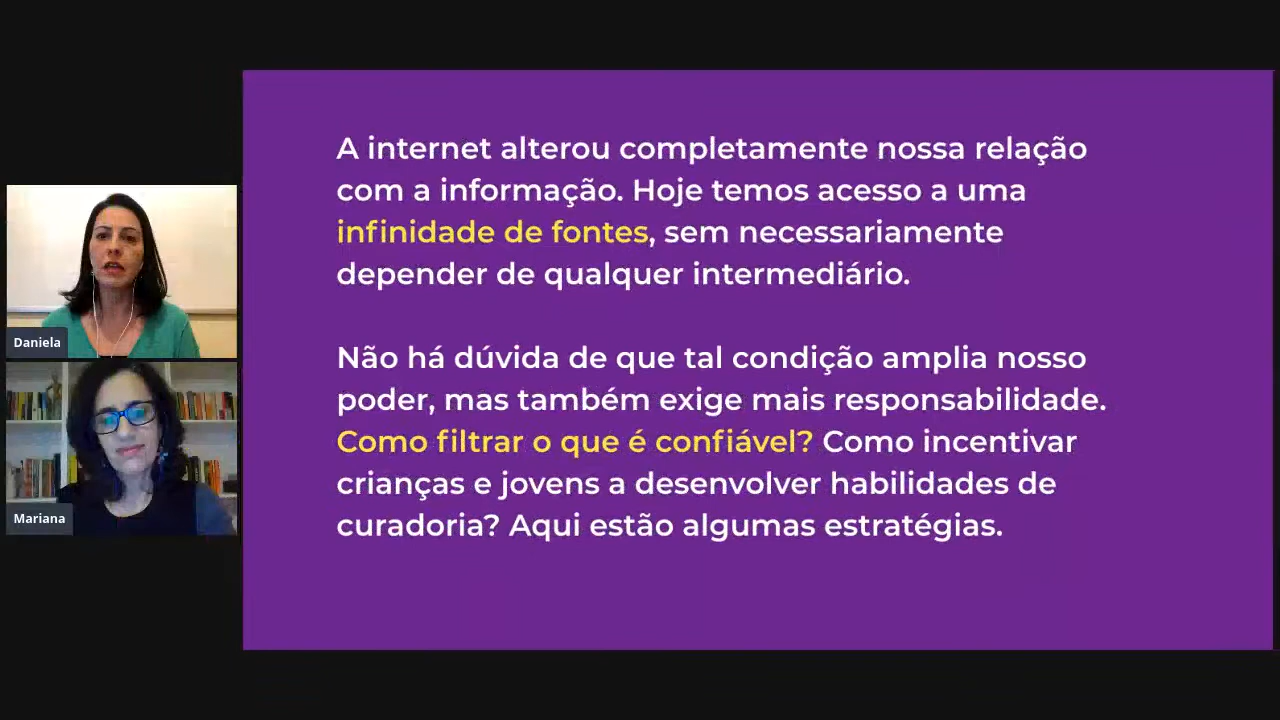 A internet alterou completamente nossa relação
com a informação. Hoje temos acesso a uma
infinidade de fontes, sem necessariamente
depender de qualquer intermediário.
Não há dúvida de que tal condição amplia nosso
poder, mas também exige mais responsabilidade.
Como filtrar o que é confiável? Como incentivar
crianças e jovens a desenvolver habilidades de
curadoria? Aqui estão algumas estratégias.
Daniela
Mariana